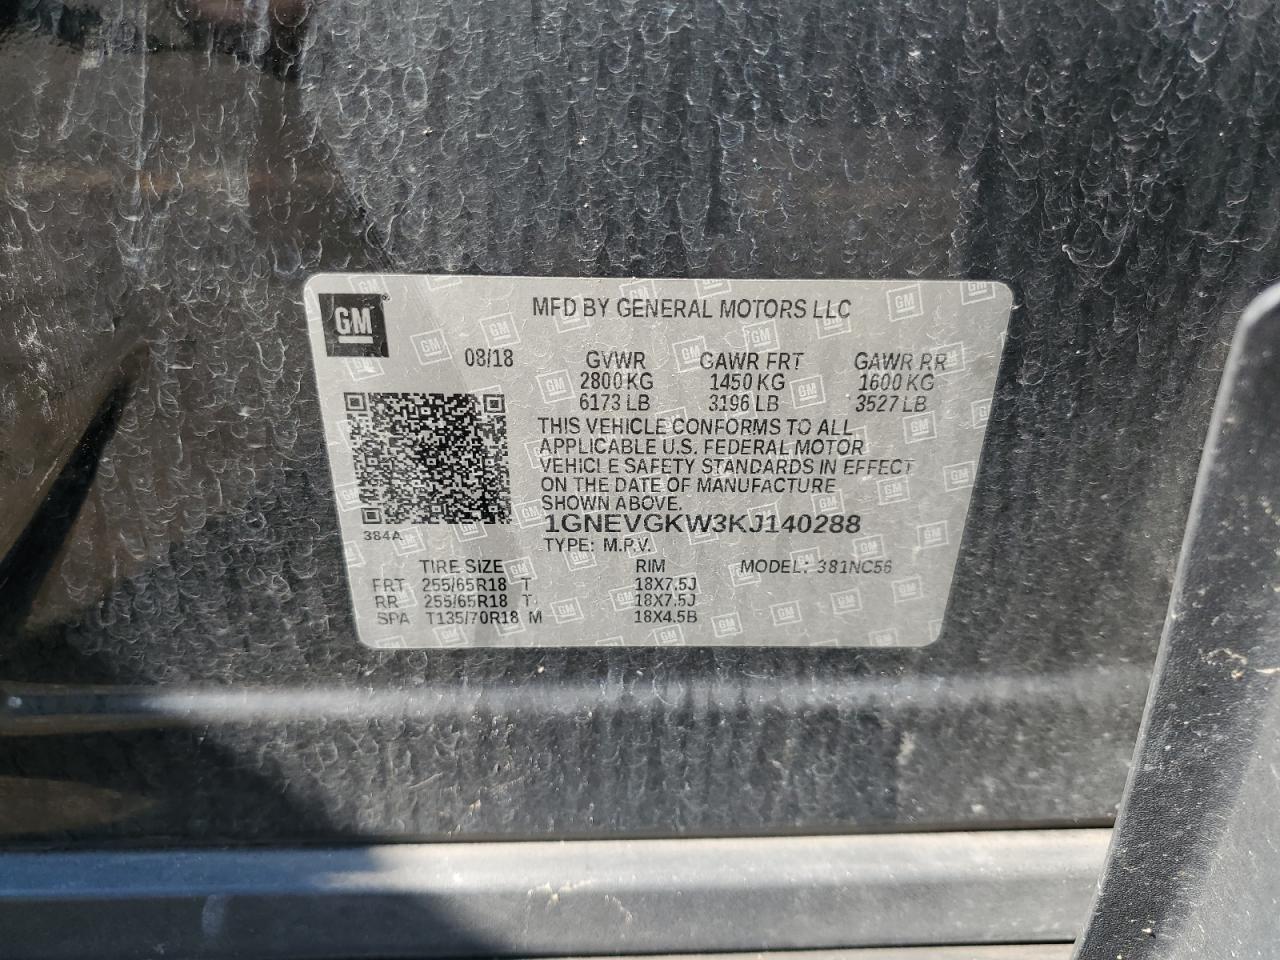 GM
MFD BY GENERAL MOTORS LLC
08/18 GVWR GAWR FRT GAWR RR
2800 KG 1450 KG 1600 KG
6173 LB 3196 LB 3527 LB
THIS VEHICLE CONFORMS TO ALL
APPLICABLE U.S. FEDERAL MOTOR
VEHICLE SAFETY STANDARDS IN EFFECT
ON THE DATE OF MANUFACTURE
SHOWN ABOVE.
1GNEVGKW3KJ140288
384A
TYPE: M.P.V.
TIRE SIZE RIM MODEL: 381NC56
FRT 255/65R18 T 18X7.5J
RR 255/65R18 T 18X7.5J
SPA T135/70R18 M 18X4.5B